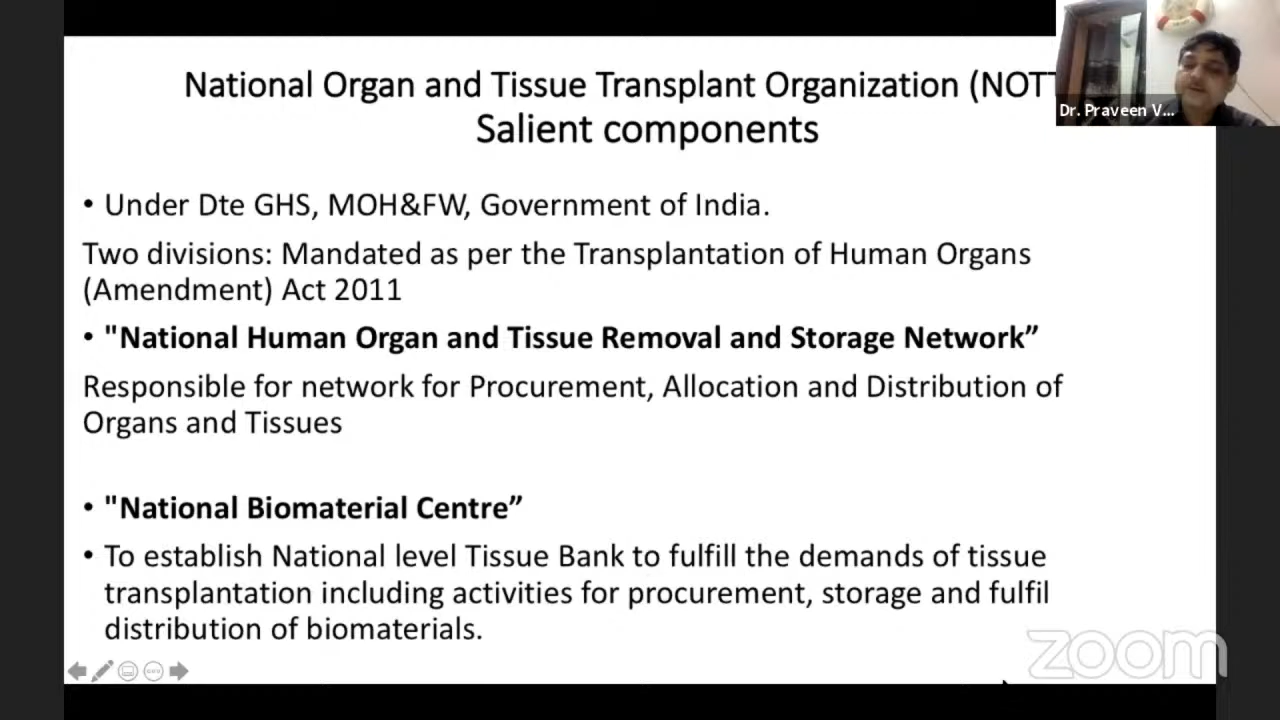 National Organ and Tissue Transplant Organization (NOTT
Salient components
• Under Dte GHS, MOH&FW, Government of India.
Two divisions: Mandated as per the Transplantation of Human Organs
(Amendment) Act 2011
• "National Human Organ and Tissue Removal and Storage Network”
Responsible for network for Procurement, Allocation and Distribution of
Organs and Tissues
• "National Biomaterial Centre”
• To establish National level Tissue Bank to fulfill the demands of tissue
transplantation including activities for procurement, storage and fulfil
distribution of biomaterials.
Dr. Praveen V...
zoom